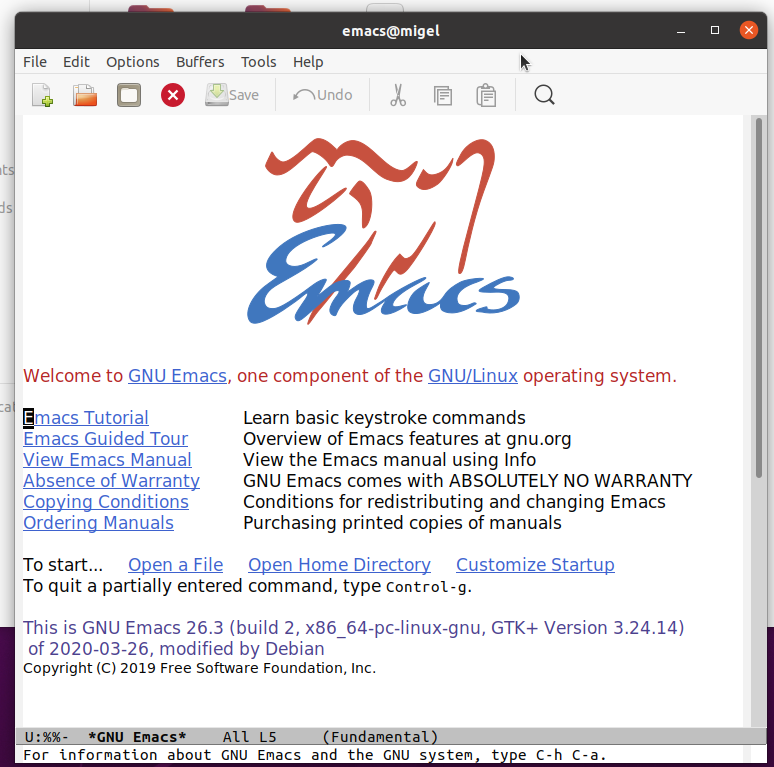 emacs@migel
File Edit Options Buffers Tools Help
Save Undo
Emacs
Welcome to GNU Emacs, one component of the GNU/Linux operating system.
Emacs Tutorial Learn basic keystroke commands
Emacs Guided Tour Overview of Emacs features at gnu.org
View Emacs Manual View the Emacs manual using Info
Absence of Warranty GNU Emacs comes with ABSOLUTELY NO WARRANTY
Copying Conditions Conditions for redistributing and changing Emacs
Ordering Manuals Purchasing printed copies of manuals
To start... Open a File Open Home Directory Customize Startup
To quit a partially entered command, type Control-g.
This is GNU Emacs 26.3 (build 2, x86_64-pc-linux-gnu, GTK+ Version 3.24.14)
of 2020-03-26, modified by Debian
Copyright (C) 2019 Free Software Foundation, Inc.
U:%%- *GNU Emacs* All L5 (Fundamental)
For information about GNU Emacs and the GNU system, type C-h C-a.